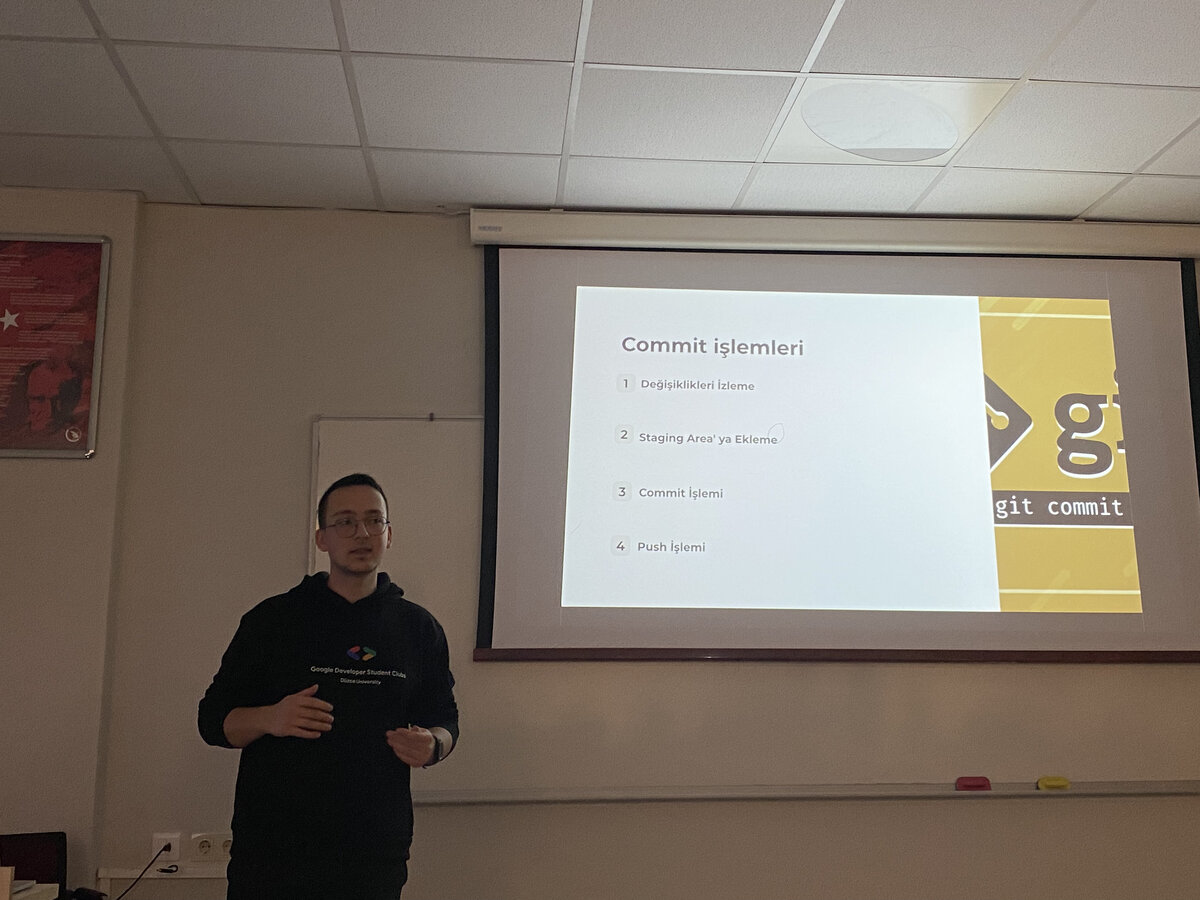 Commit işlemleri
1 Değişiklikleri İzleme
2 Staging Area' ya Ekleme
3 Commit İşlemi
4 Push İşlemi
git commit
Google Developer Student Clubs
Düzce University